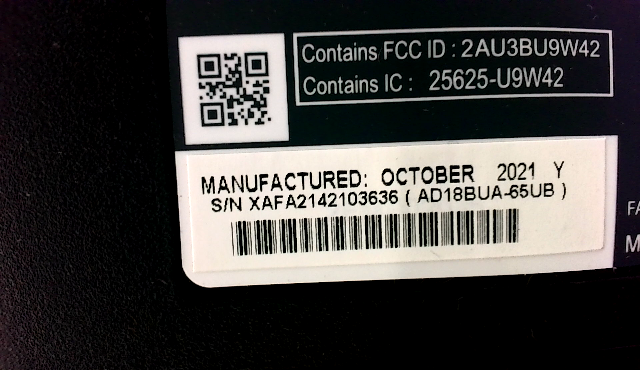 Contains FCC ID : 2AU3BU9W42
Contains IC : 25625-U9W42
MANUFACTURED: OCTOBER 2021 Y
S/N XAFA2142103636 ( AD18BUA-65UB )